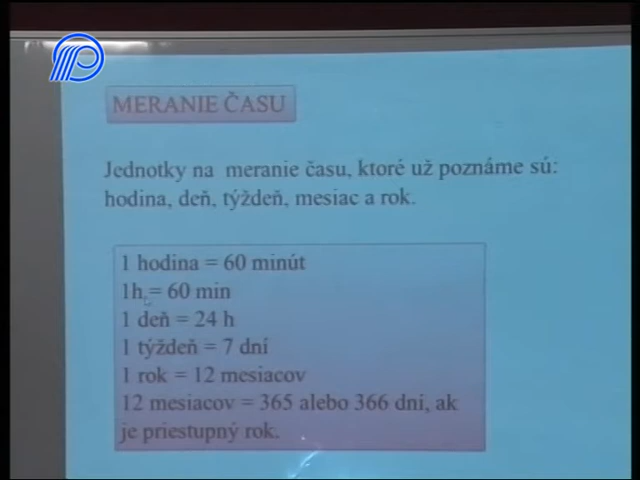 MERANIE ČASU
Jednotky na meranie času, ktoré už poznáme sú:
hodina, deň, týždeň, mesiac a rok.
1 hodina = 60 minút
1h = 60 min
1 deň = 24 h
1 týždeň = 7 dní
1 rok = 12 mesiacov
12 mesiacov = 365 alebo 366 dni, ak
je priestupný rok.